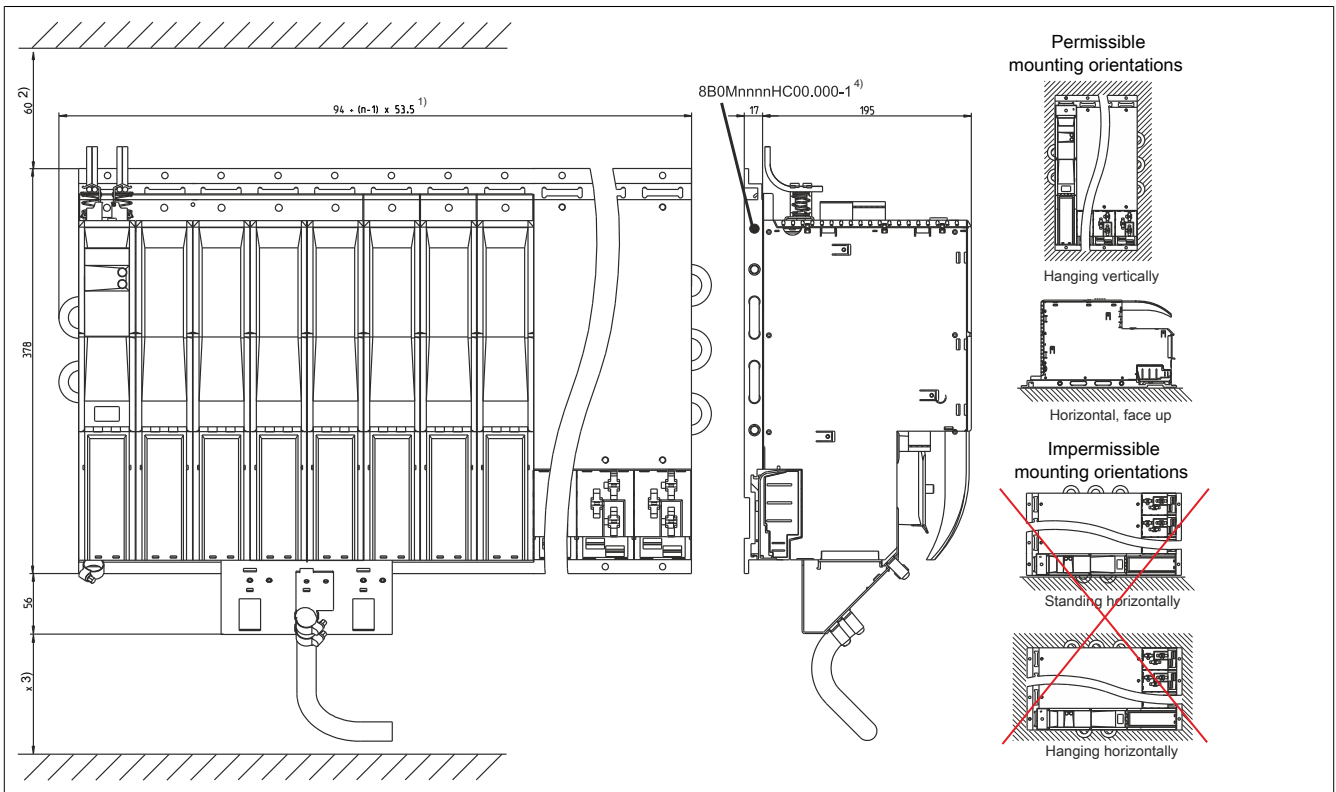 60 2)
94 + (n-1) x 53.5 1)
378
56
x 3)
8B0MnnnnHC00.000-1 4)
17
195
Permissible
mounting orientations
Hanging vertically
Horizontal, face up
Impermissible
mounting orientations
Standing horizontally
Hanging horizontally